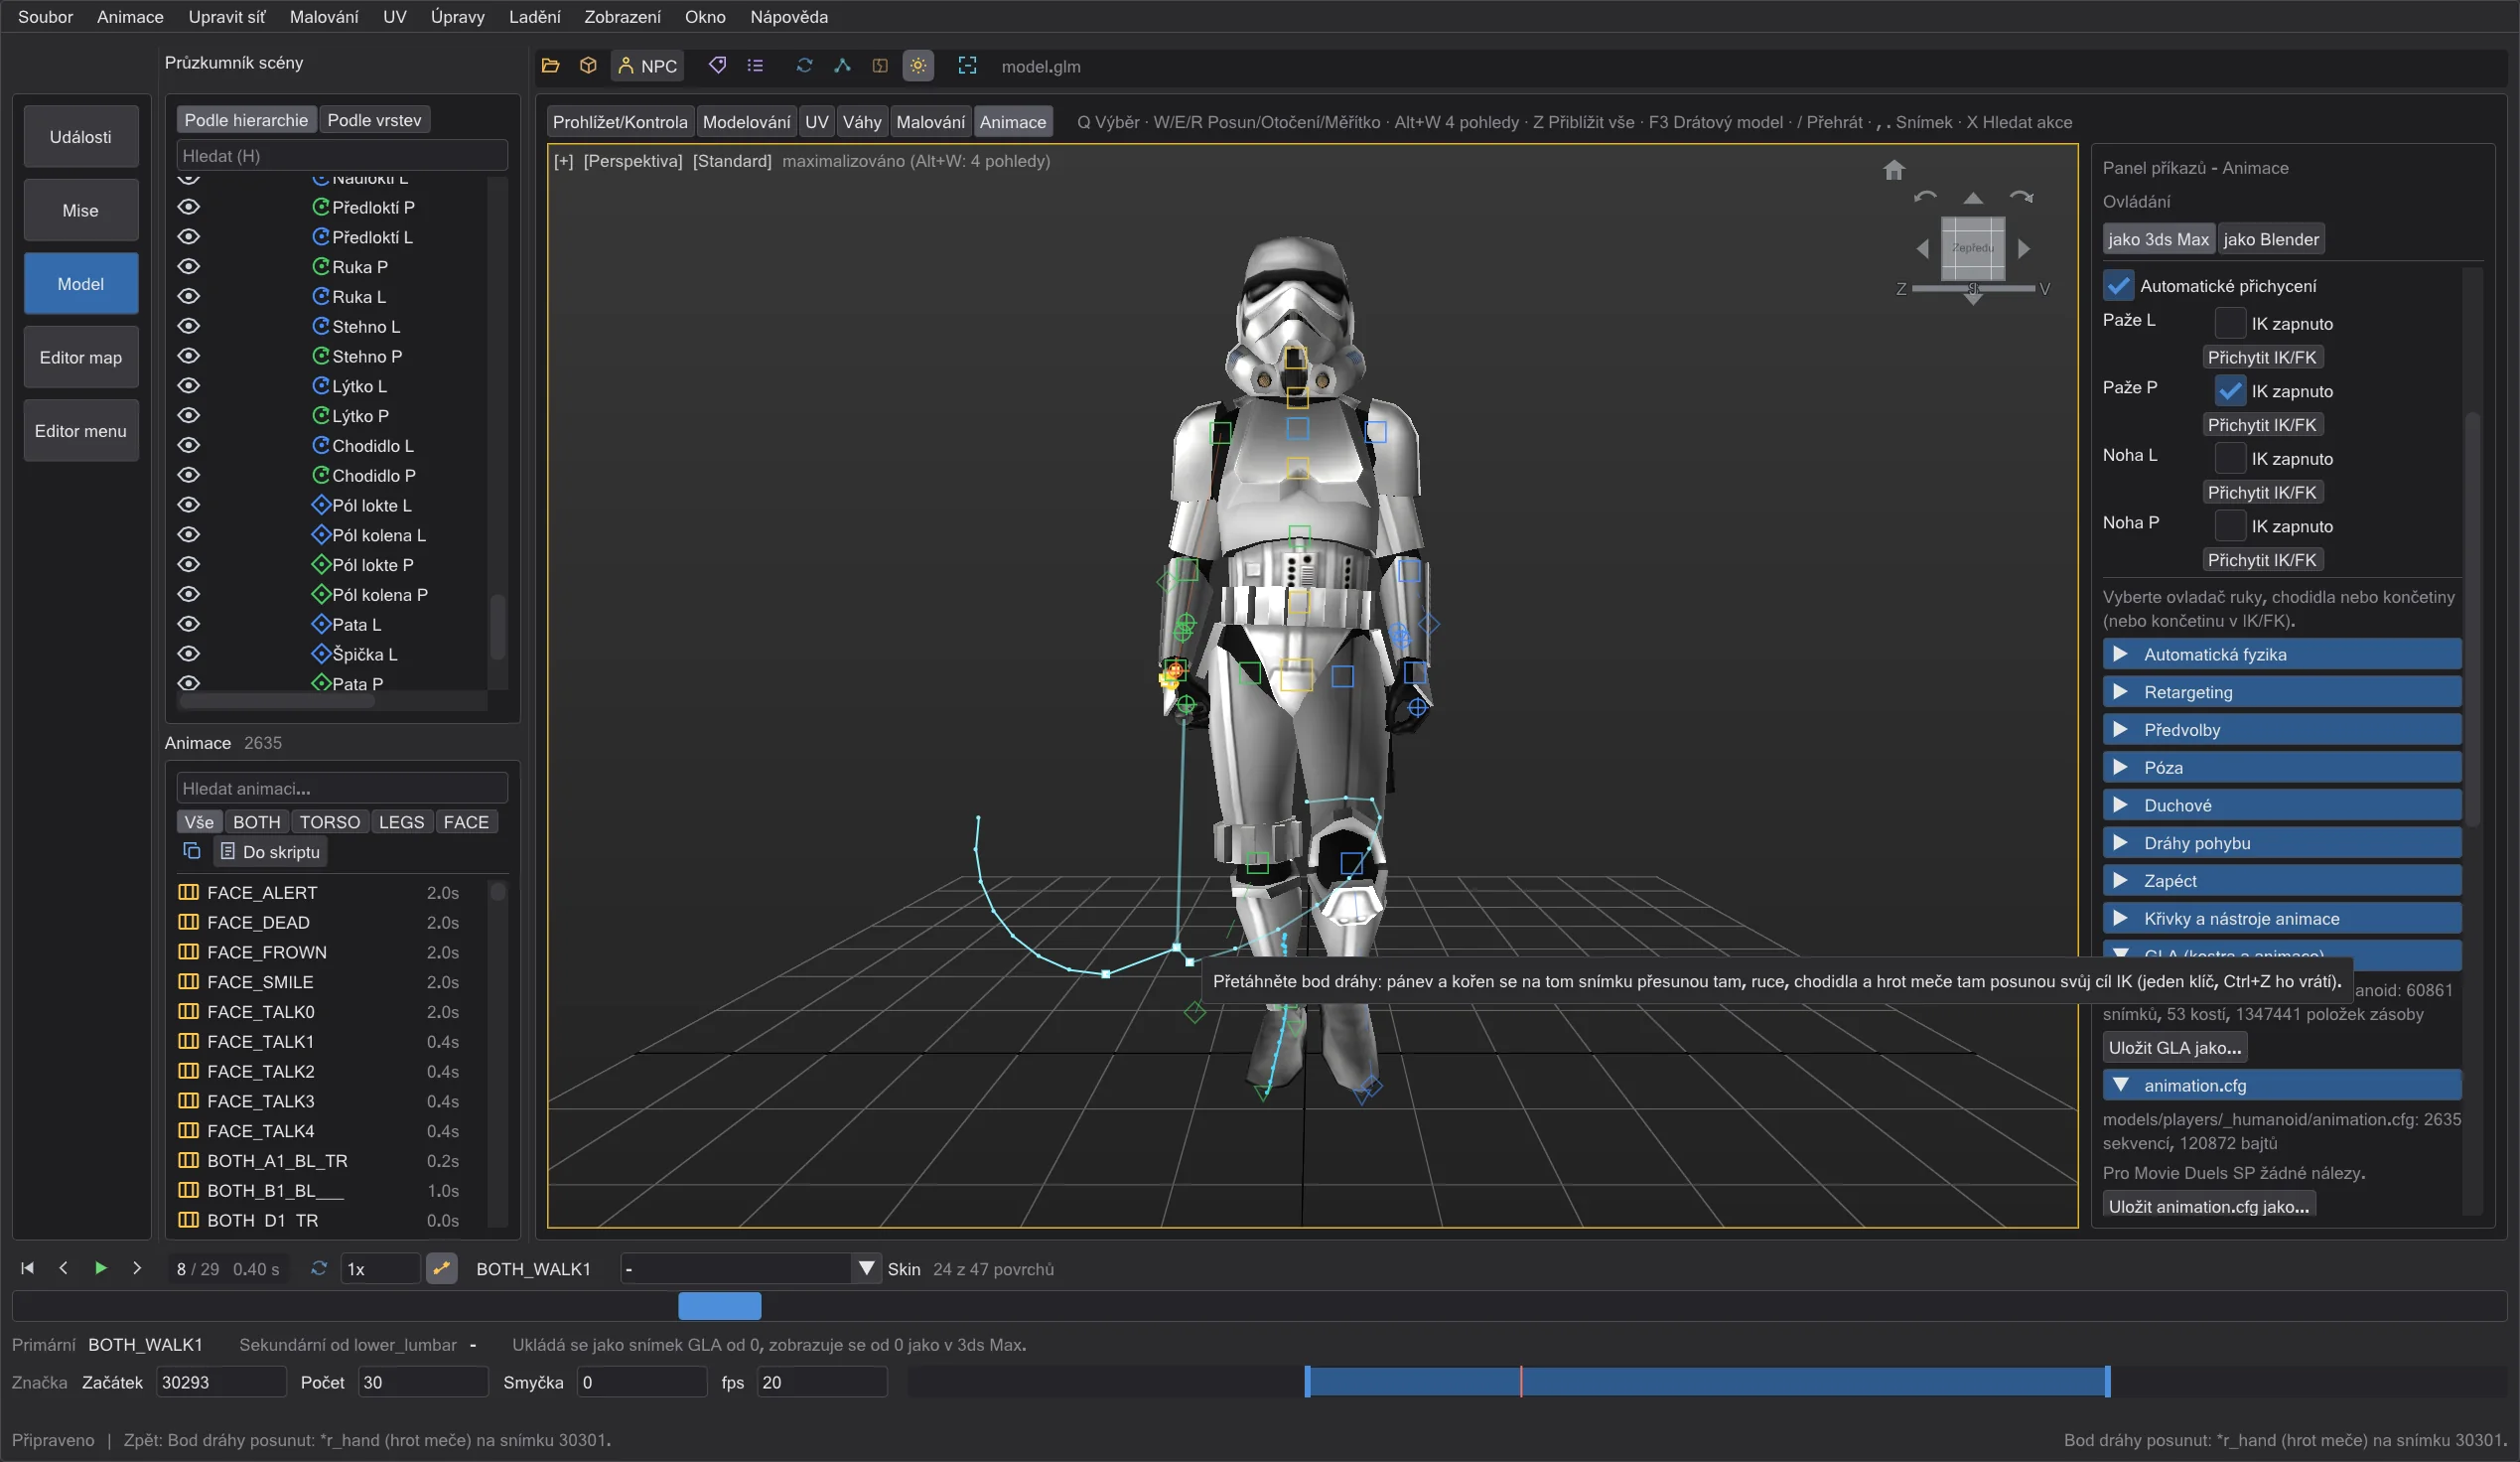 Soubor Animace Upravit síť Malování UV Úpravy Ladění Zobrazení Okno Nápověda
Průzkumník scény
NPC model.glm
Události
Mise
Model
Editor map
Editor menu
Podle hierarchie Podle vrstev
Hledat (H)
Nadloktí L
Předloktí P
Předloktí L
Ruka P
Ruka L
Stehno L
Stehno P
Lýtko L
Lýtko P
Chodidlo L
Chodidlo P
Pól lokte L
Pól kolena L
Pól lokte P
Pól kolena P
Pata L
Špička L
Pata P
Animace 2635
Hledat animaci...
Vše BOTH TORSO LEGS FACE
Do skriptu
FACE_ALERT 2.0s
FACE_DEAD 2.0s
FACE_FROWN 2.0s
FACE_SMILE 2.0s
FACE_TALK0 2.0s
FACE_TALK1 0.4s
FACE_TALK2 0.4s
FACE_TALK3 0.4s
FACE_TALK4 0.4s
BOTH_A1_BL_TR 0.2s
BOTH_B1_BL___ 1.0s
BOTH_D1_TR 0.0s
Prohlížet/Kontrola Modelování UV Váhy Malování Animace Q Výběr · W/E/R Posun/Otočení/Měřítko · Alt+W 4 pohledy · Z Přiblížit vše · F3 Drátový model · / Přehrát · , . Snímek · X Hledat akce
[+] [Perspektiva] [Standard] maximalizováno (Alt+W: 4 pohledy)
Zepředu
Z S V
Přetáhněte bod dráhy: pánev a kořen se na tom snímku přesunou tam, ruce, chodidla a hrot meče tam posunou svůj cíl IK (jeden klíč, Ctrl+Z ho vrátí).
Panel příkazů - Animace
Ovládání
jako 3ds Max jako Blender
Automatické přichycení
Paže L IK zapnuto
Přichytit IK/FK
Paže P IK zapnuto
Přichytit IK/FK
Noha L IK zapnuto
Přichytit IK/FK
Noha P IK zapnuto
Přichytit IK/FK
Vyberte ovladač ruky, chodidla nebo končetiny
(nebo končetinu v IK/FK).
Automatická fyzika
Retargeting
Předvolby
Póza
Duchové
Dráhy pohybu
Zapéct
Křivky a nástroje animace
GLA (kostra a animace)
anoid: 60861
snímků, 53 kostí, 1347441 položek zásoby
Uložit GLA jako...
animation.cfg
models/players/_humanoid/animation.cfg: 2635
sekvencí, 120872 bajtů
Pro Movie Duels SP žádné nálezy.
Uložit animation.cfg jako...
8 / 29 0.40 s 1x BOTH_WALK1 - Skin 24 z 47 povrchů
Primární BOTH_WALK1 Sekundární od lower_lumbar - Ukládá se jako snímek GLA od 0, zobrazuje se od 0 jako v 3ds Max.
Značka Začátek 30293 Počet 30 Smyčka 0 fps 20
Připraveno | Zpět: Bod dráhy posunut: *r_hand (hrot meče) na snímku 30301.
Bod dráhy posunut: *r_hand (hrot meče) na snímku 30301.